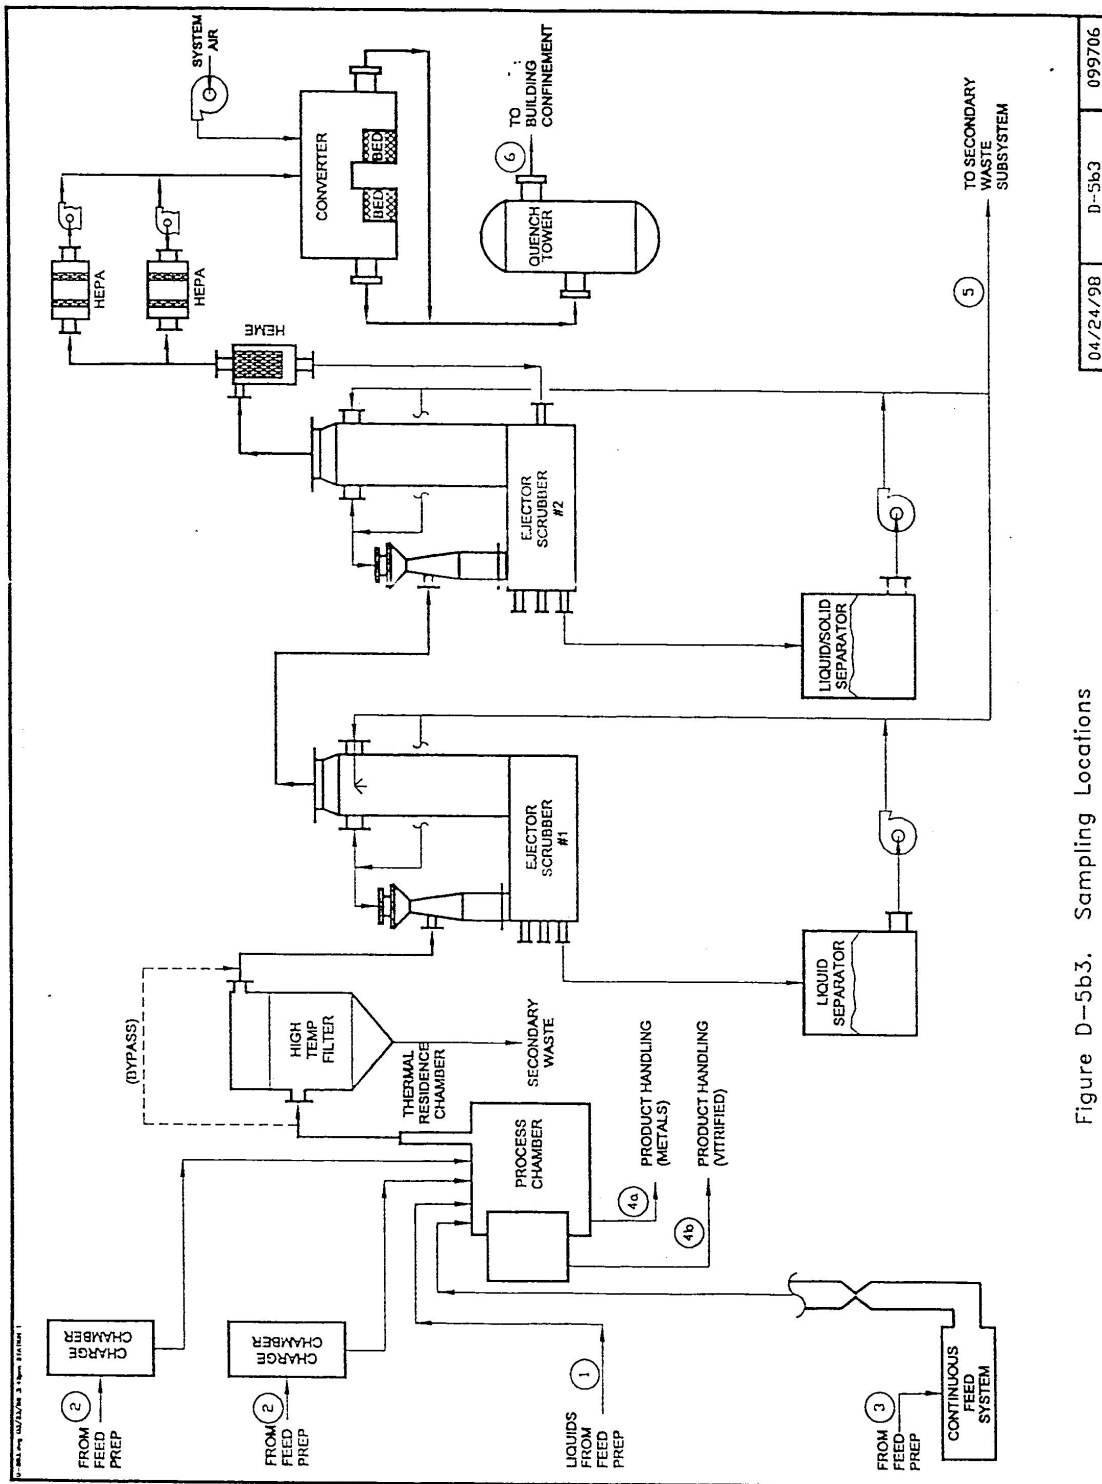 FROM
FEED
PREP
2
CHARGE
CHAMBER
FROM
FEED
PREP
2
CHARGE
CHAMBER
LIQUIDS
FROM
FEED
PREP
1
FROM
FEED
PREP
3
CONTINUOUS
FEED
SYSTEM
PROCESS
CHAMBER
THERMAL
RESIDENCE
CHAMBER
(BYPASS)
HIGH
TEMP
FILTER
SECONDARY
WASTE
4a
PRODUCT HANDLING
(METALS)
4b
PRODUCT HANDLING
(VITRIFIED)
EJECTOR
SCRUBBER
#1
LIQUID
SEPARATOR
EJECTOR
SCRUBBER
#2
LIQUID/SOLID
SEPARATOR
HEME
HEPA
HEPA
SYSTEM
AIR
CONVERTER
BED
BED
QUENCH
TOWER
6
TO
BUILDING
CONFINEMENT
5
TO SECONDARY
WASTE
SUBSYSTEM
Figure D-5b3. Sampling Locations
04/24/98
D-5b3
099706